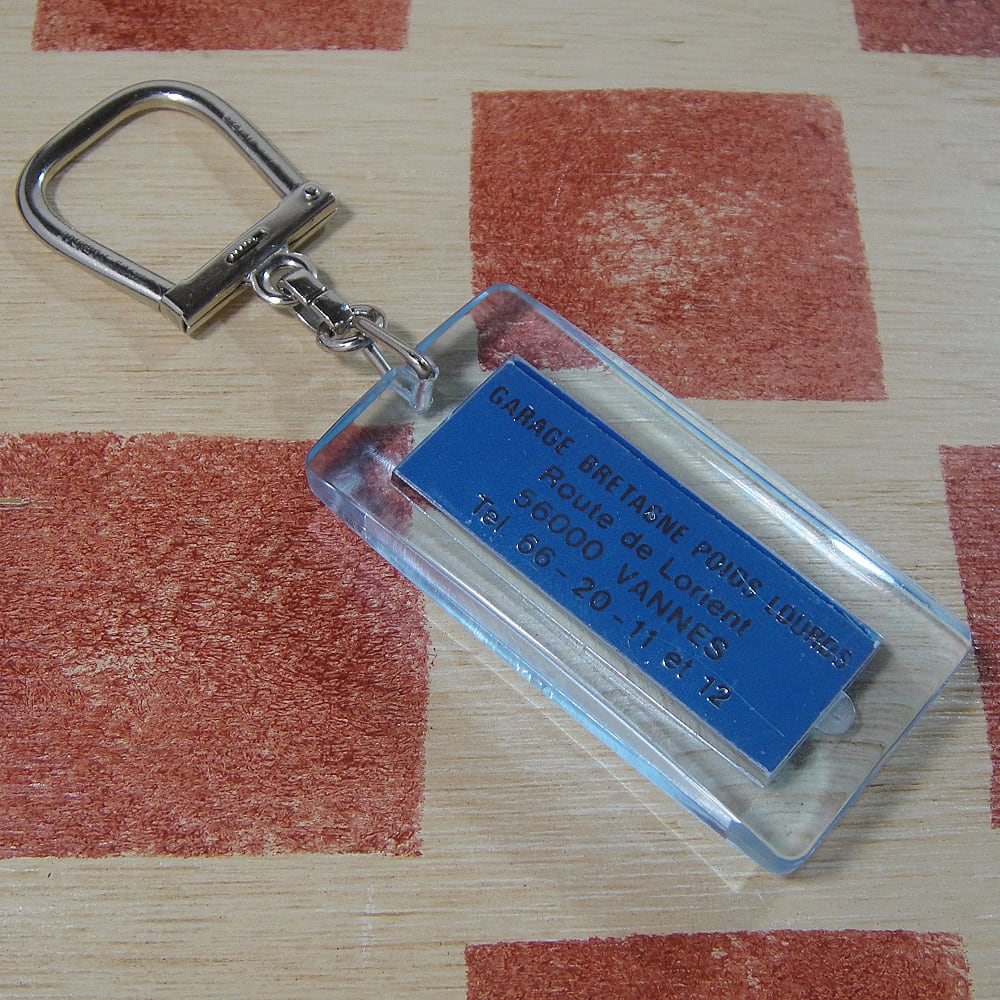 GARAGE BRETAGNE POIDS LOURDS
Route de Lorient
56000 VANNES
Tel 66-20-11 et 12